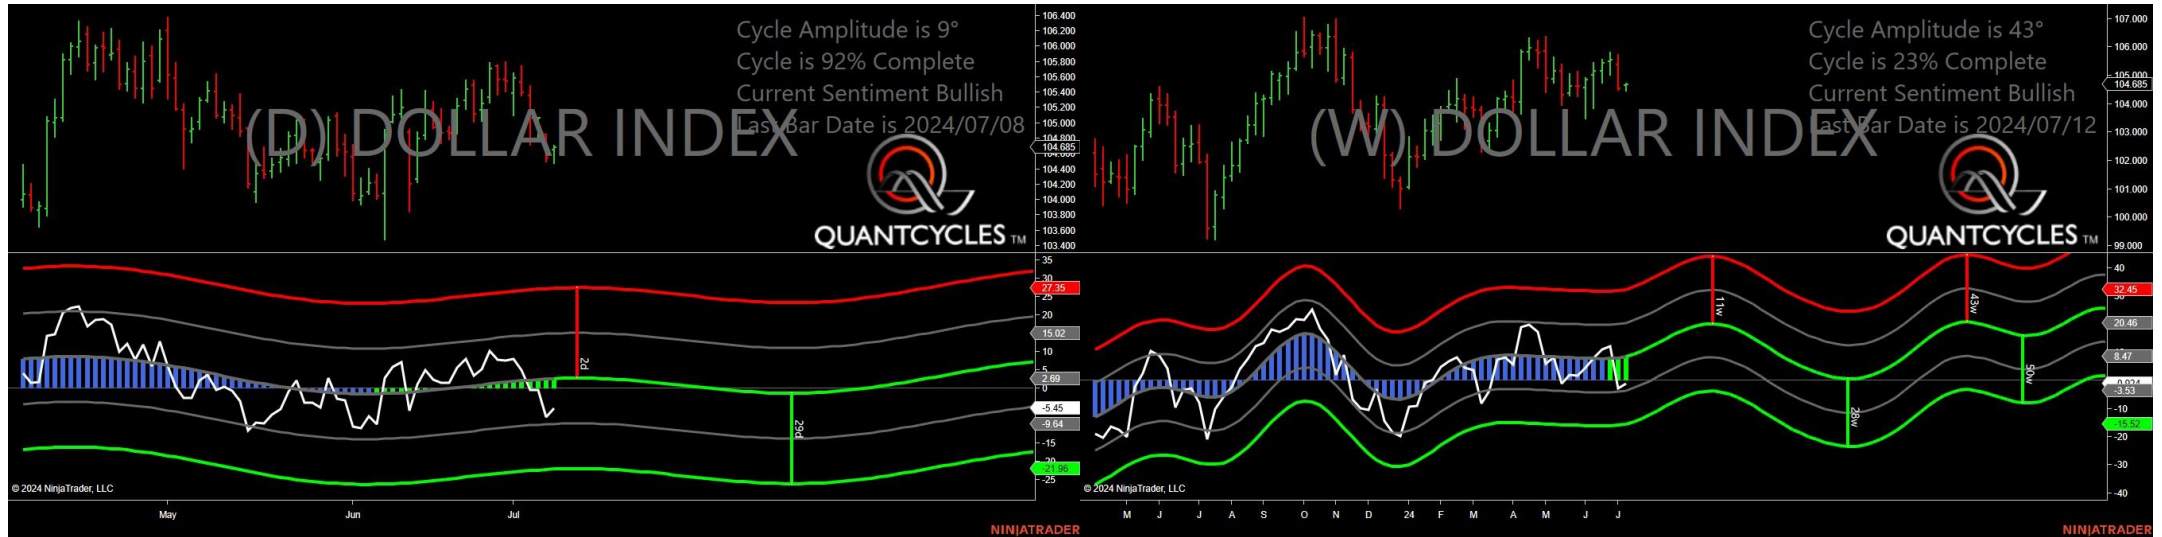 Cycle Amplitude is 9°
Cycle is 92% Complete
Current Sentiment Bullish
Last Bar Date is 2024/07/08
(D) DOLLAR INDEX
QUANTCYCLES TM
106.400
106.200
106.000
105.800
105.600
105.400
105.200
105.000
104.800
104.685
104.400
104.200
104.000
103.800
103.600
103.400
35
30
27.35
25
20
15.02
10
5
2.69
0
-5.45
-9.64
-15
-21.96
-25
2d
29d
© 2024 NinjaTrader, LLC
May Jun Jul
NINJATRADER
Cycle Amplitude is 43°
Cycle is 23% Complete
Current Sentiment Bullish
Last Bar Date is 2024/07/12
(W) DOLLAR INDEX
QUANTCYCLES TM
107.000
106.000
105.000
104.685
104.000
103.000
102.000
101.000
100.000
99.000
40
32.45
20.46
8.47
-3.53
-10
-15.52
-20
-30
-40
11w
28w
43w
50w
© 2024 NinjaTrader, LLC
M J J A S O N D 24 F M A M J J
NINJATRADER